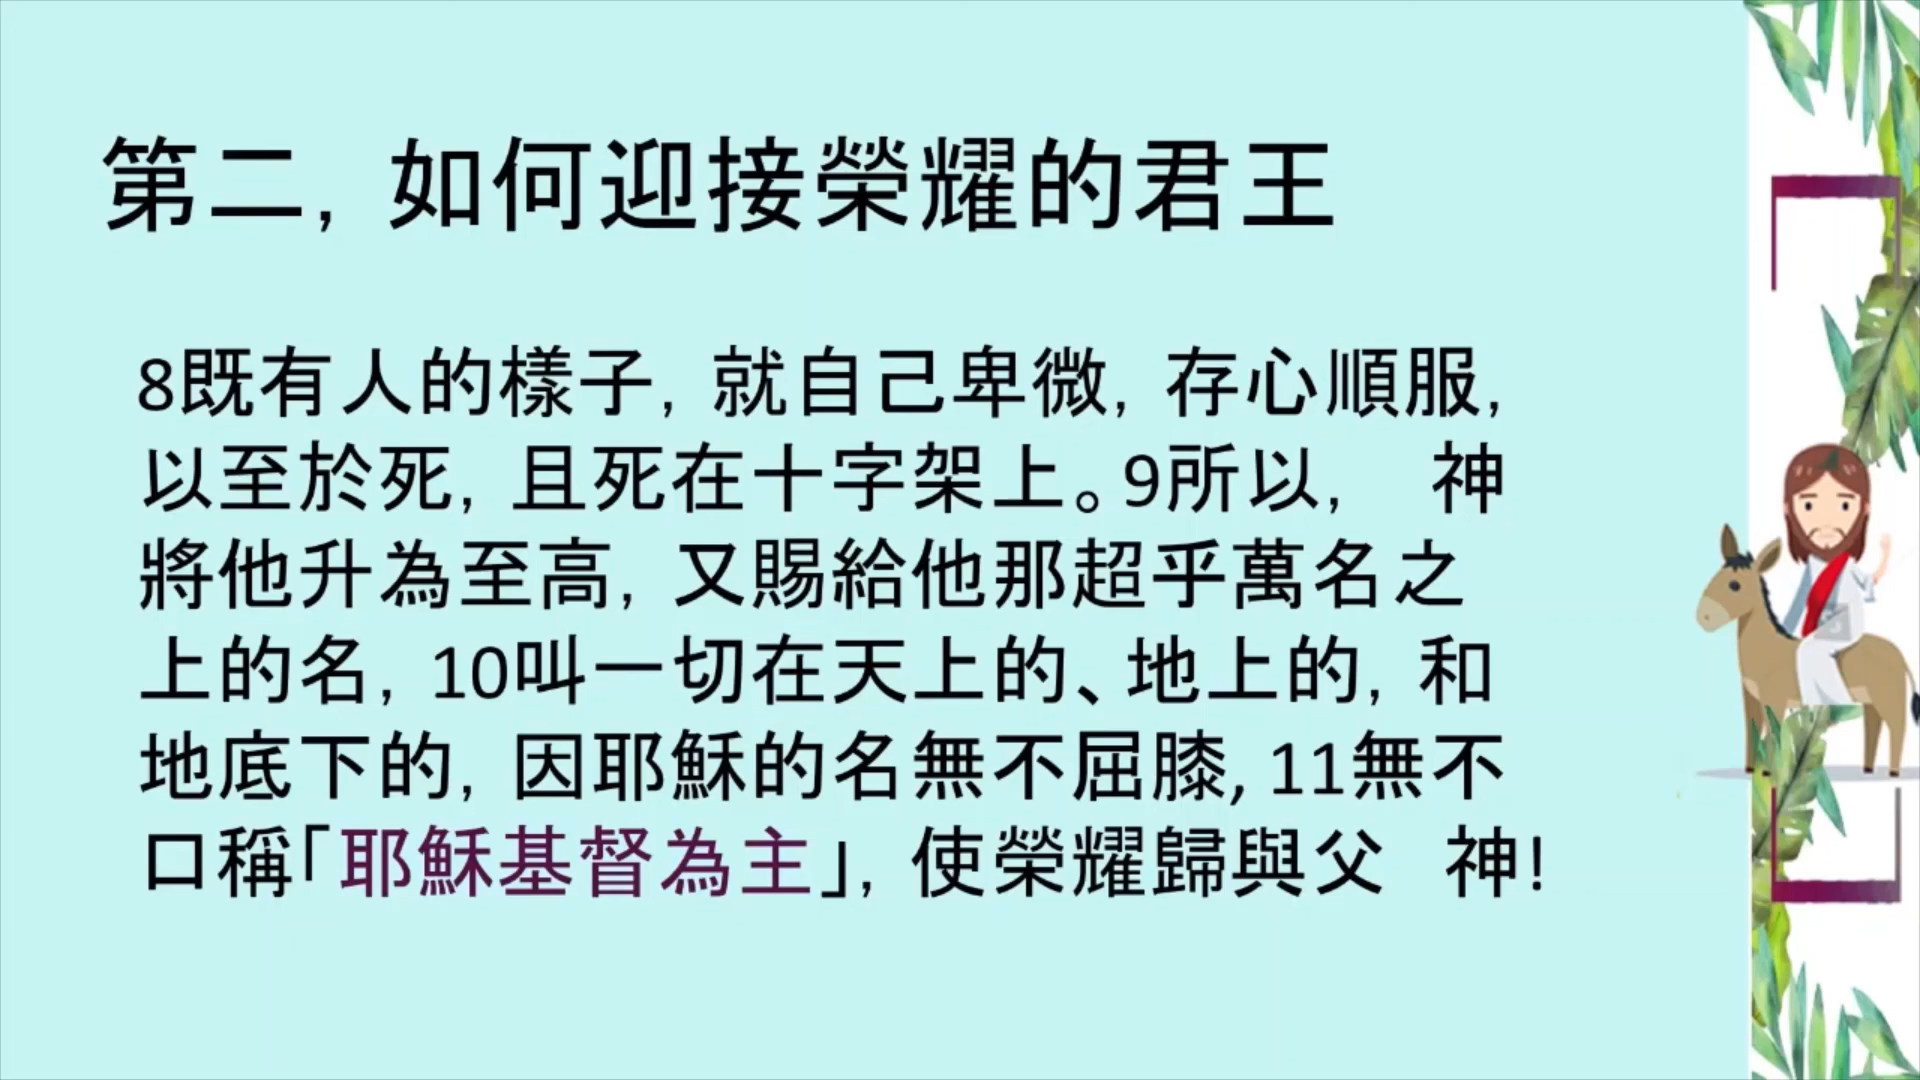 第二，如何迎接榮耀的君王
8既有人的樣子，就自己卑微，存心順服，
以至於死，且死在十字架上。9所以，　神
將他升為至高，又賜給他那超乎萬名之
上的名，10叫一切在天上的、地上的，和
地底下的，因耶穌的名無不屈膝, 11無不
口稱「耶穌基督為主」，使榮耀歸與父　神！